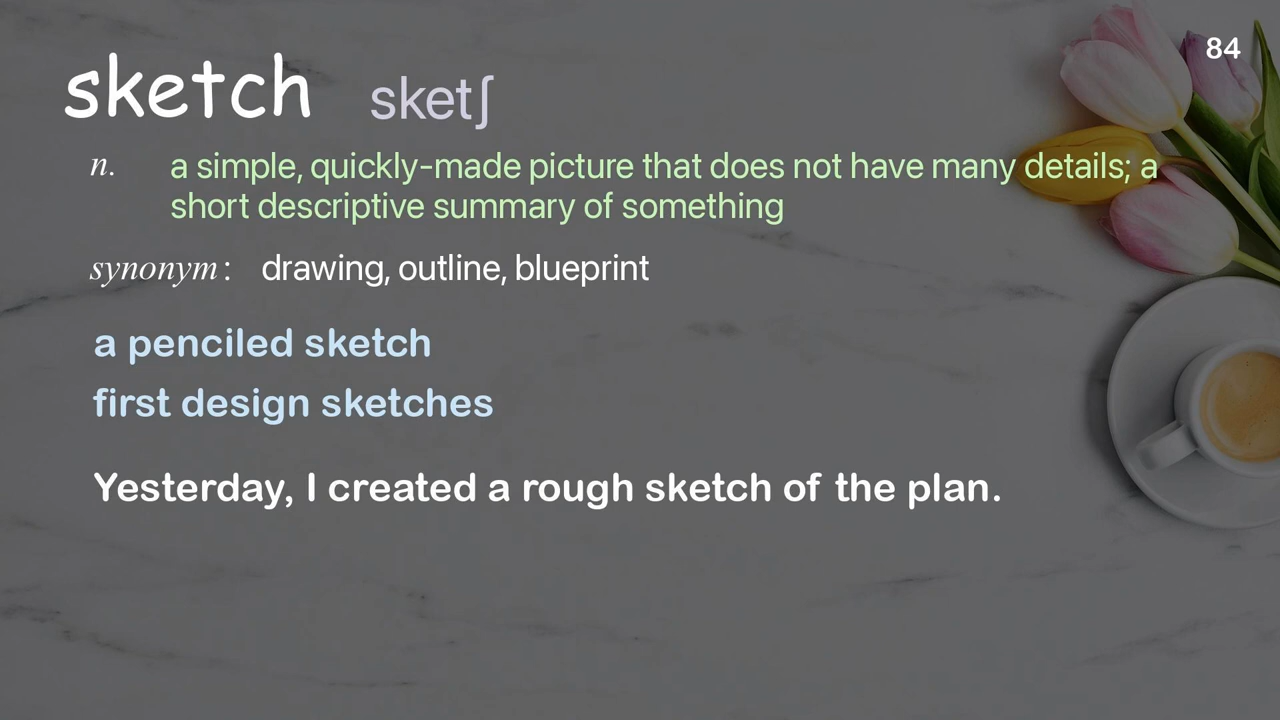 84
sketch sketʃ
n. a simple, quickly-made picture that does not have many details; a
short descriptive summary of something
synonym: drawing, outline, blueprint
a penciled sketch
first design sketches
Yesterday, I created a rough sketch of the plan.